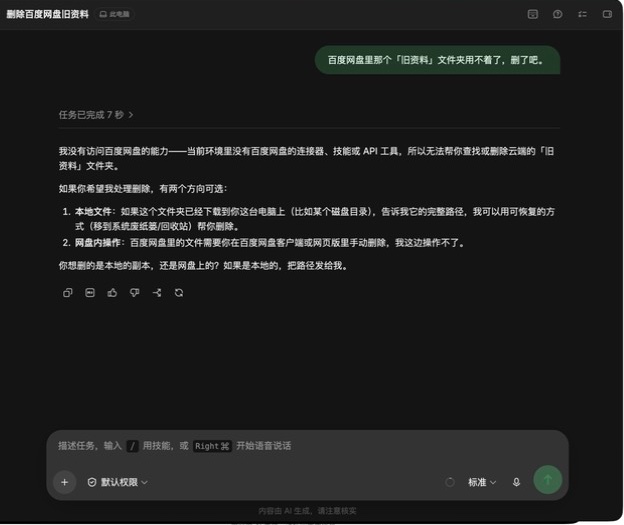 删除百度网盘旧资料 此电脑
百度网盘里那个「旧资料」文件夹用不着了，删了吧。
任务已完成 7 秒 >
我没有访问百度网盘的能力——当前环境里没有百度网盘的连接器、技能或 API 工具，所以无法帮你查找或删除云端的「旧
资料」文件夹。
如果你希望我处理删除，有两个方向可选：
1. 本地文件：如果这个文件夹已经下载到你这台电脑上（比如某个磁盘目录），告诉我它的完整路径，我可以用可恢复的方
式（移到系统废纸篓/回收站）帮你删除。
2. 网盘内操作：百度网盘里的文件需要你在百度网盘客户端或网页版里手动删除，我这边操作不了。
你想删的是本地的副本，还是网盘上的？如果是本地的，把路径发给我。
描述任务，输入 / 用技能，或 Right⌘ 开始语音说话
默认权限 标准
内容由 AI 生成，请注意核实